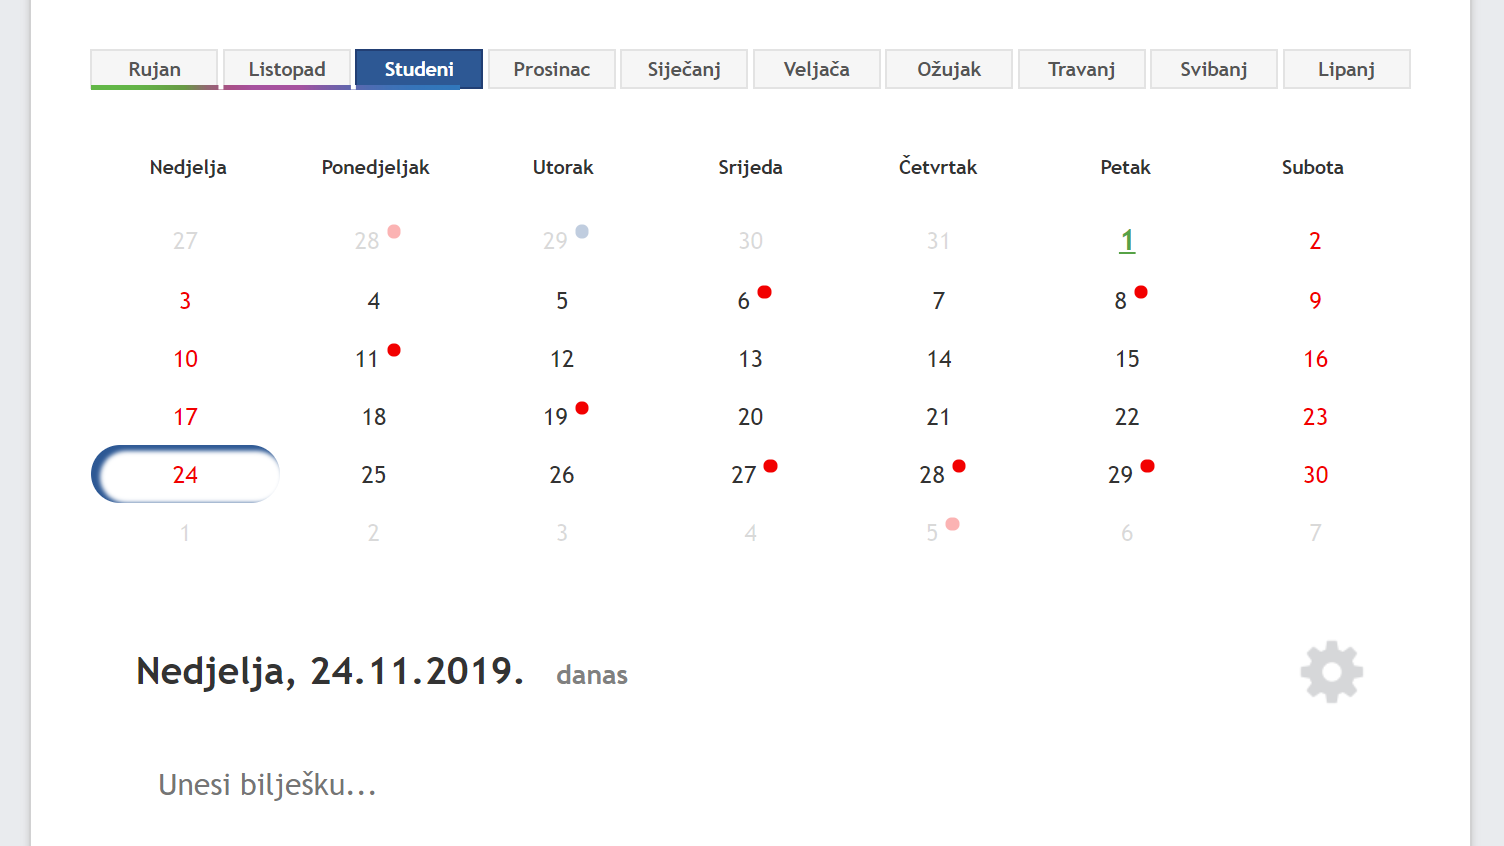 Rujan Listopad Studeni Prosinac Siječanj Veljača Ožujak Travanj Svibanj Lipanj
Nedjelja Ponedjeljak Utorak Srijeda Četvrtak Petak Subota
27 28 29 30 31 1 2
3 4 5 6 7 8 9
10 11 12 13 14 15 16
17 18 19 20 21 22 23
24 25 26 27 28 29 30
1 2 3 4 5 6 7
Nedjelja, 24.11.2019. danas
Unesi bilješku...